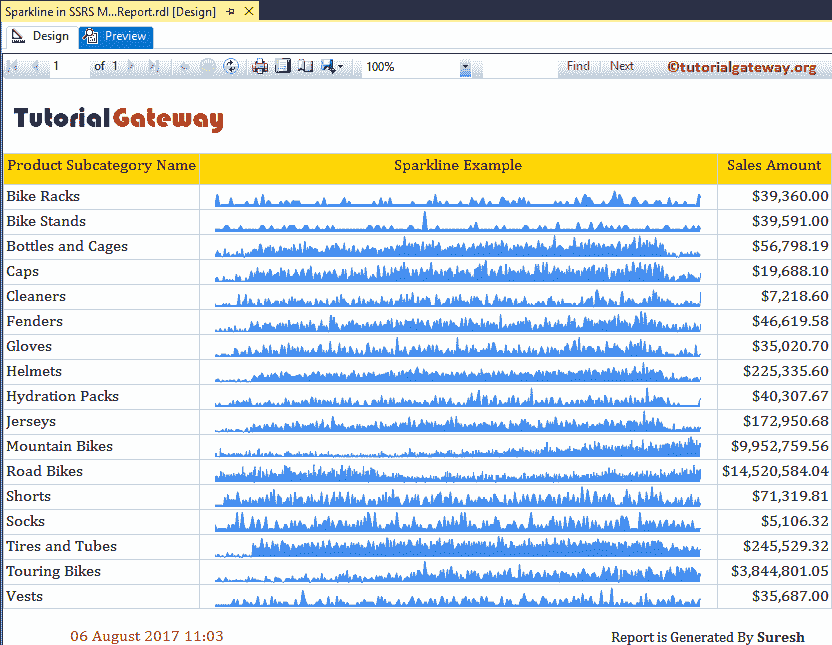 Sparkline in SSRS M...Report.rdl [Design]
Design Preview
1 of 1 100% Find Next ©tutorialgateway.org
TutorialGateway
Product Subcategory Name Sparkline Example Sales Amount
Bike Racks $39,360.00
Bike Stands $39,591.00
Bottles and Cages $56,798.19
Caps $19,688.10
Cleaners $7,218.60
Fenders $46,619.58
Gloves $35,020.70
Helmets $225,335.60
Hydration Packs $40,307.67
Jerseys $172,950.68
Mountain Bikes $9,952,759.56
Road Bikes $14,520,584.04
Shorts $71,319.81
Socks $5,106.32
Tires and Tubes $245,529.32
Touring Bikes $3,844,801.05
Vests $35,687.00
06 August 2017 11:03 Report is Generated By Suresh